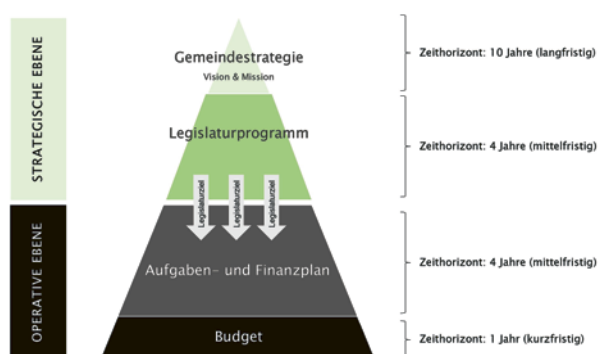 STRATEGISCHE EBENE
Gemeindestrategie
Vision & Mission
Zeithorizont: 10 Jahre (langfristig)
Legislaturprogramm
Zeithorizont: 4 Jahre (mittelfristig)
Legislaturziel
Legislaturziel
Legislaturziel
OPERATIVE EBENE
Aufgaben- und Finanzplan
Zeithorizont: 4 Jahre (mittelfristig)
Budget
Zeithorizont: 1 Jahr (kurzfristig)